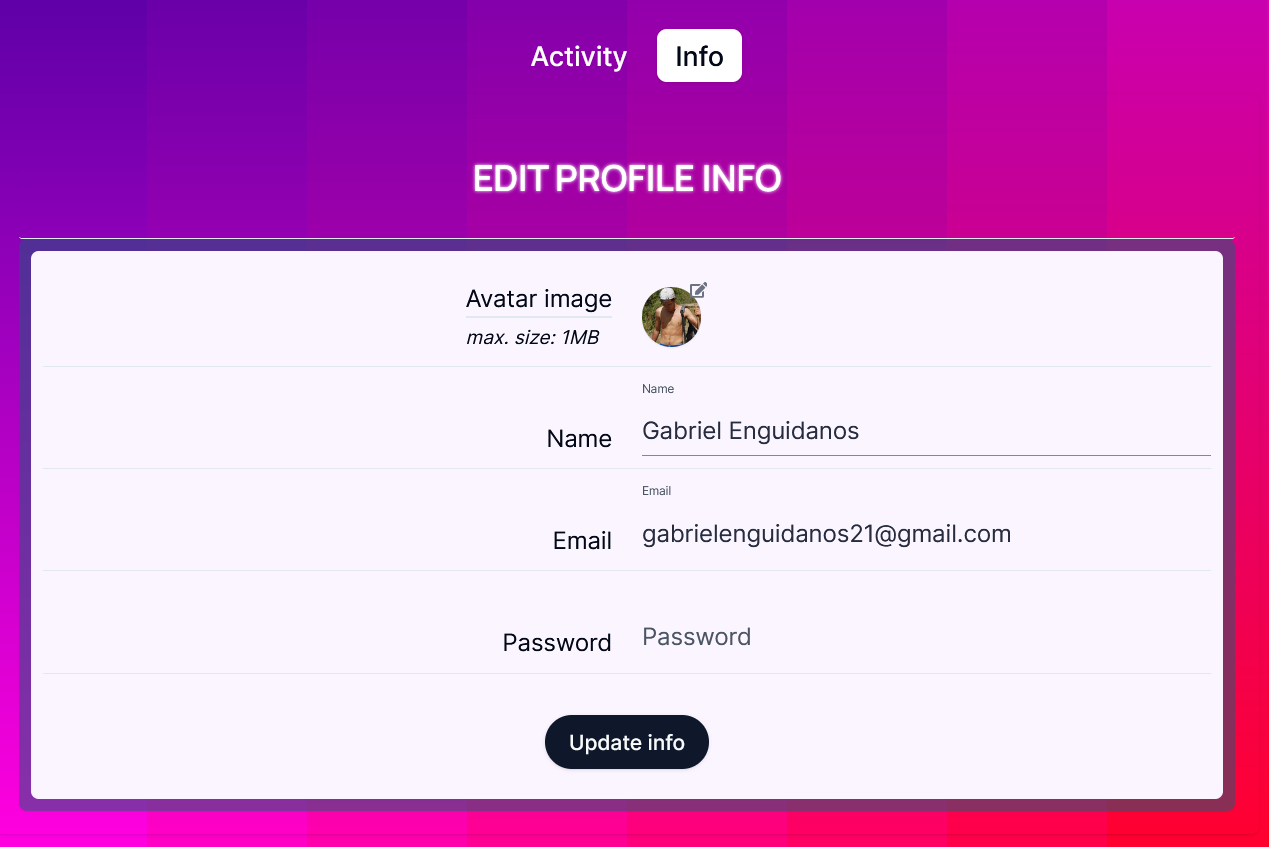 Activity
Info
EDIT PROFILE INFO
Avatar image
max. size: 1MB
Name
Name
Gabriel Enguidanos
Email
Email
gabrielenguidanos21@gmail.com
Password
Password
Update info